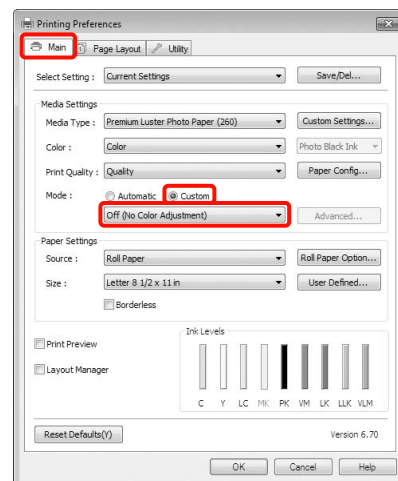 Printing Preferences
Main Page Layout Utility
Select Setting : Current Settings Save/Del...
Media Settings
Media Type : Premium Luster Photo Paper (260) Custom Settings...
Color : Color Photo Black Ink
Print Quality : Quality Paper Config...
Mode : Automatic Custom
Off (No Color Adjustment) Advanced...
Paper Settings
Source : Roll Paper Roll Paper Option...
Size : Letter 8 1/2 x 11 in User Defined...
Borderless
Ink Levels
Print Preview
Layout Manager
C Y LC MK PK VM LK LLK VLM
Reset Defaults(Y) Version 6.70
OK Cancel Help